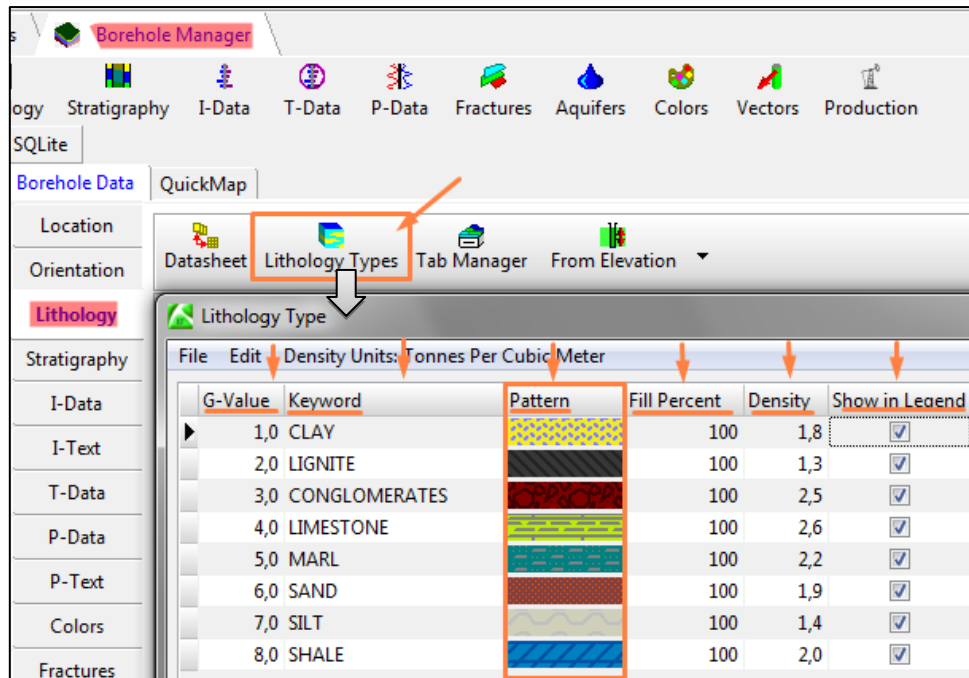 s Borehole Manager
ogy Stratigraphy I-Data T-Data P-Data Fractures Aquifers Colors Vectors Production
SQLite
Borehole Data QuickMap
Location
Orientation
Lithology
Stratigraphy
I-Data
I-Text
T-Data
P-Data
P-Text
Colors
Fractures
Datasheet Lithology Types Tab Manager From Elevation
Lithology Type
File Edit Density Units: Tonnes Per Cubic Meter
G-Value Keyword Pattern Fill Percent Density Show in Legend
1,0 CLAY 100 1,8
2,0 LIGNITE 100 1,3
3,0 CONGLOMERATES 100 2,5
4,0 LIMESTONE 100 2,6
5,0 MARL 100 2,2
6,0 SAND 100 1,9
7,0 SILT 100 1,4
8,0 SHALE 100 2,0